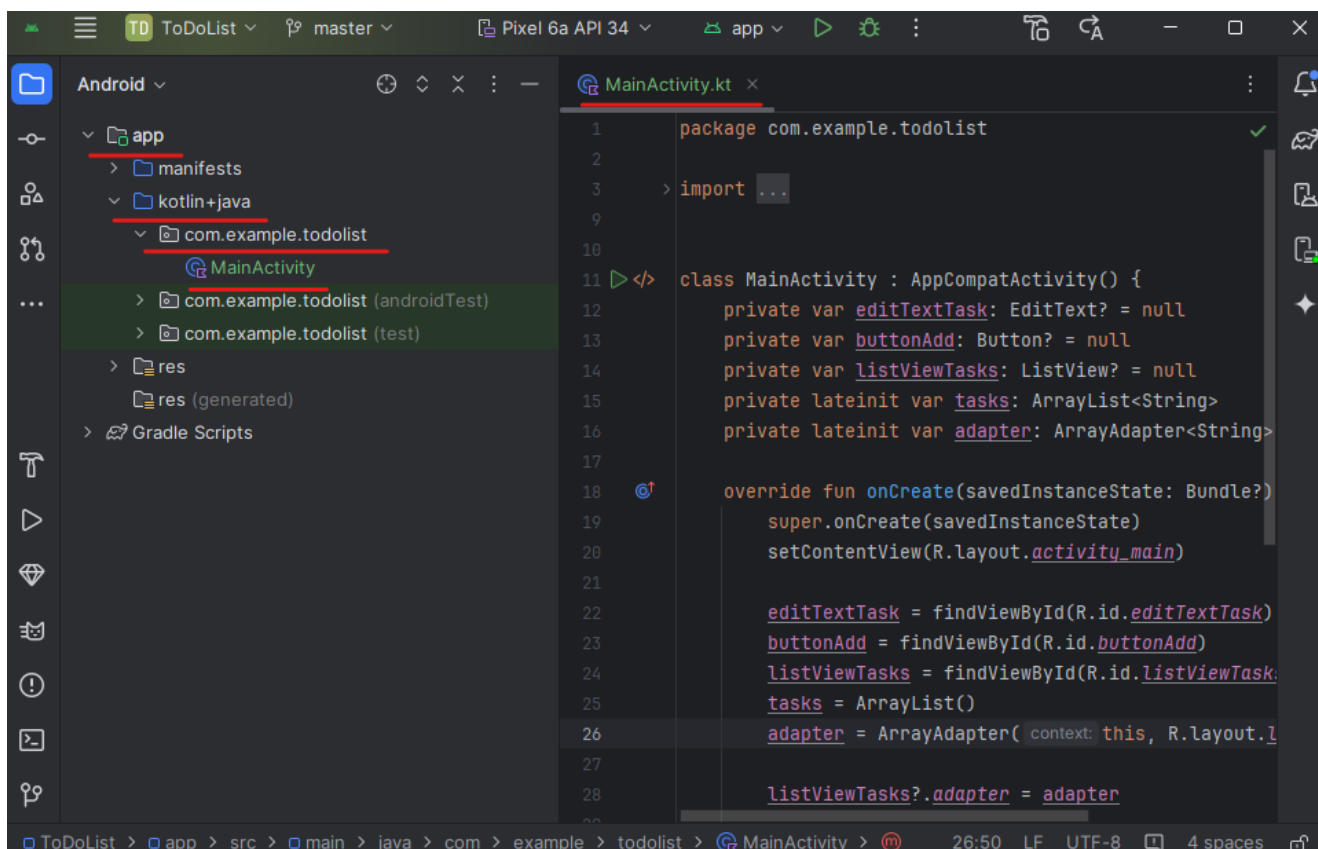 TD ToDoList master Pixel 6a API 34 app
Android
MainActivity.kt
app
manifests
kotlin+java
com.example.todolist
MainActivity
com.example.todolist (androidTest)
com.example.todolist (test)
res
res (generated)
Gradle Scripts
1 package com.example.todolist
2
3 import ...
9
10
11 class MainActivity : AppCompatActivity() {
12 private var editTextTask: EditText? = null
13 private var buttonAdd: Button? = null
14 private var listViewTasks: ListView? = null
15 private lateinit var tasks: ArrayList<String>
16 private lateinit var adapter: ArrayAdapter<String>
17
18 override fun onCreate(savedInstanceState: Bundle?)
19 super.onCreate(savedInstanceState)
20 setContentView(R.layout.activity_main)
21
22 editTextTask = findViewById(R.id.editTextTask)
23 buttonAdd = findViewById(R.id.buttonAdd)
24 listViewTasks = findViewById(R.id.listViewTask
25 tasks = ArrayList()
26 adapter = ArrayAdapter( context: this, R.layout.l
27
28 listViewTasks?.adapter = adapter
ToDoList > app > src > main > java > com > example > todolist > MainActivity > m 26:50 LF UTF-8 4 spaces